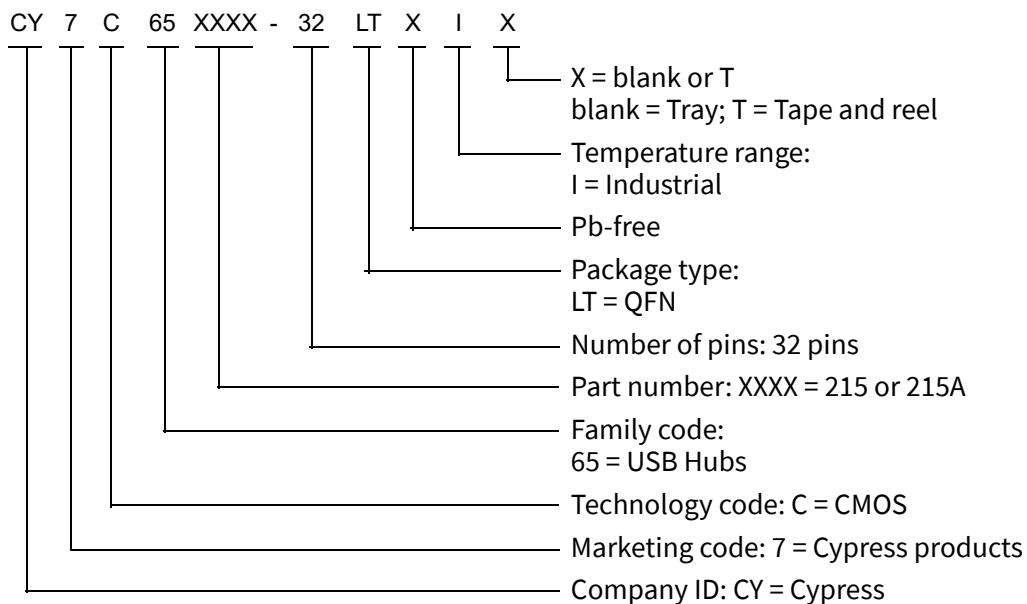 CY 7 C 65 XXXX - 32 LT X I X
X = blank or T
blank = Tray; T = Tape and reel
Temperature range:
I = Industrial
Pb-free
Package type:
LT = QFN
Number of pins: 32 pins
Part number: XXXX = 215 or 215A
Family code:
65 = USB Hubs
Technology code: C = CMOS
Marketing code: 7 = Cypress products
Company ID: CY = Cypress